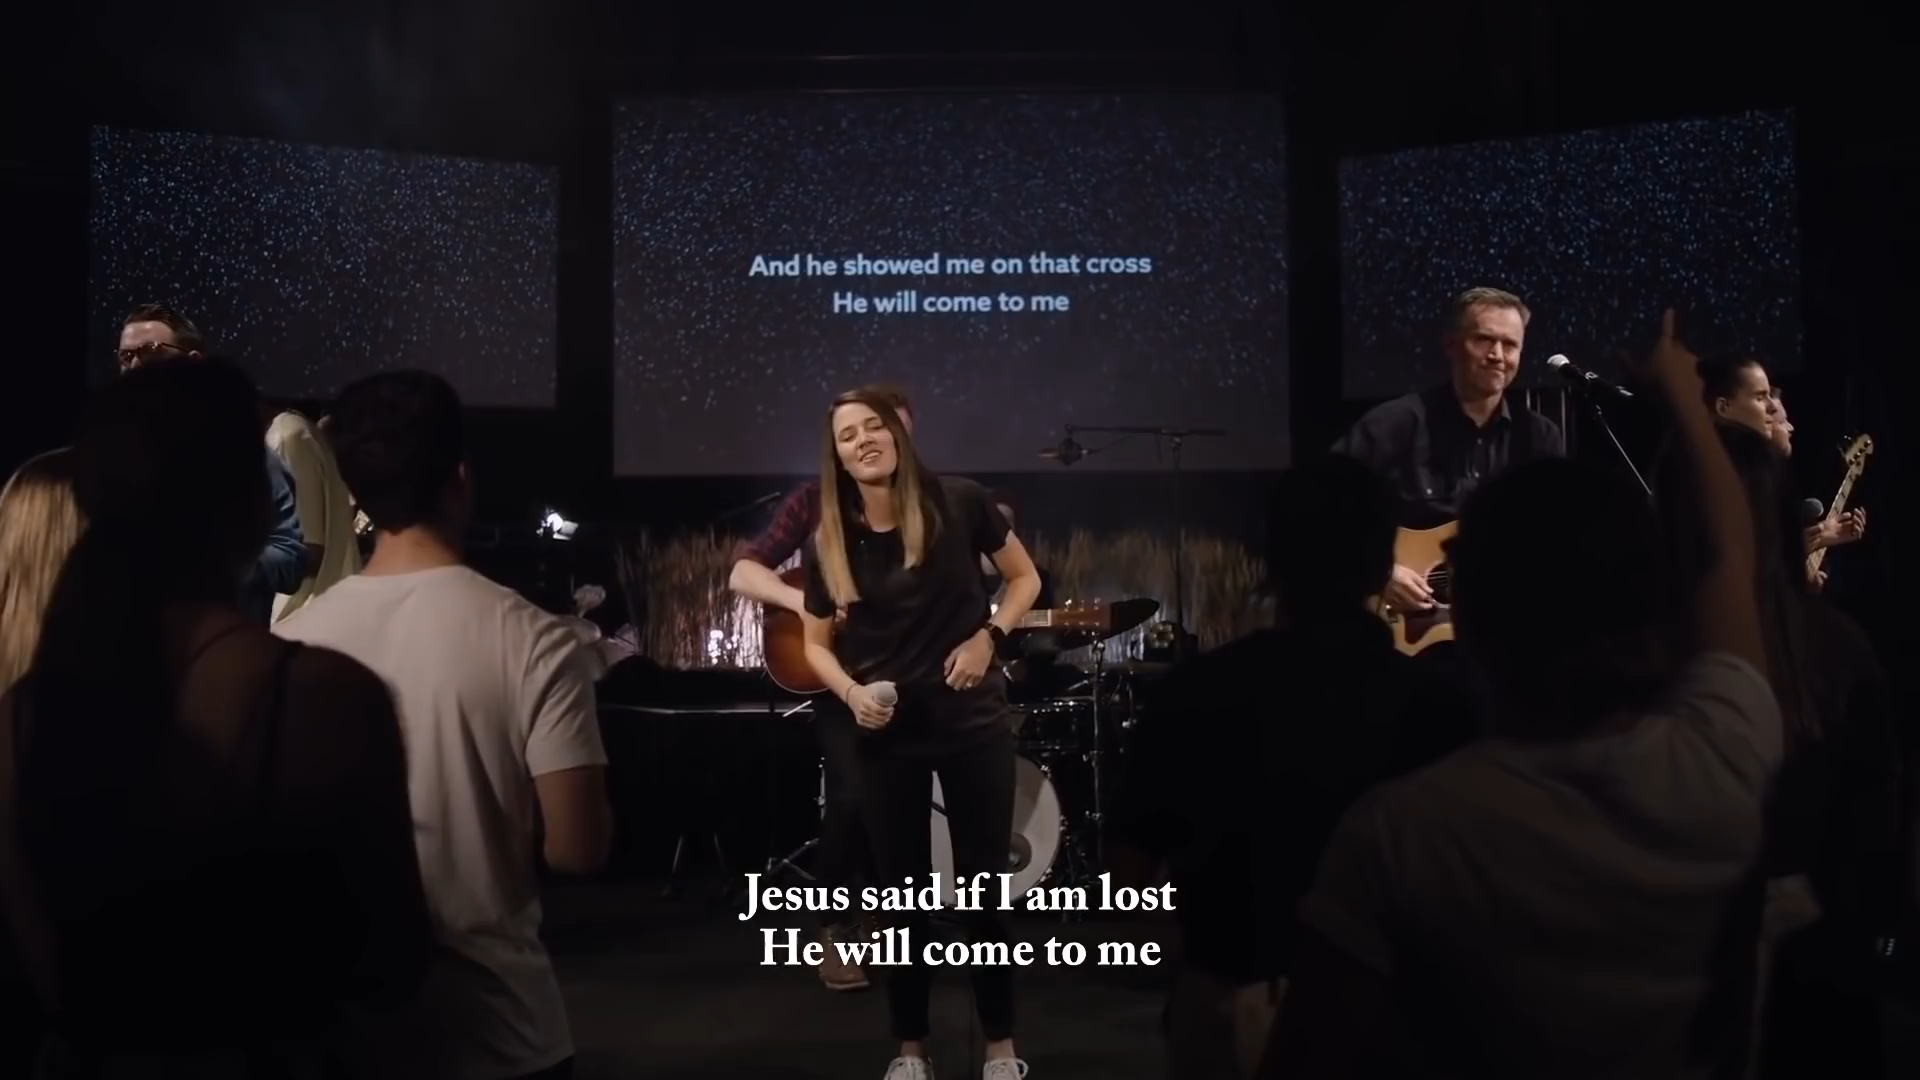 And he showed me on that cross
He will come to me
Jesus said if I am lost
He will come to me